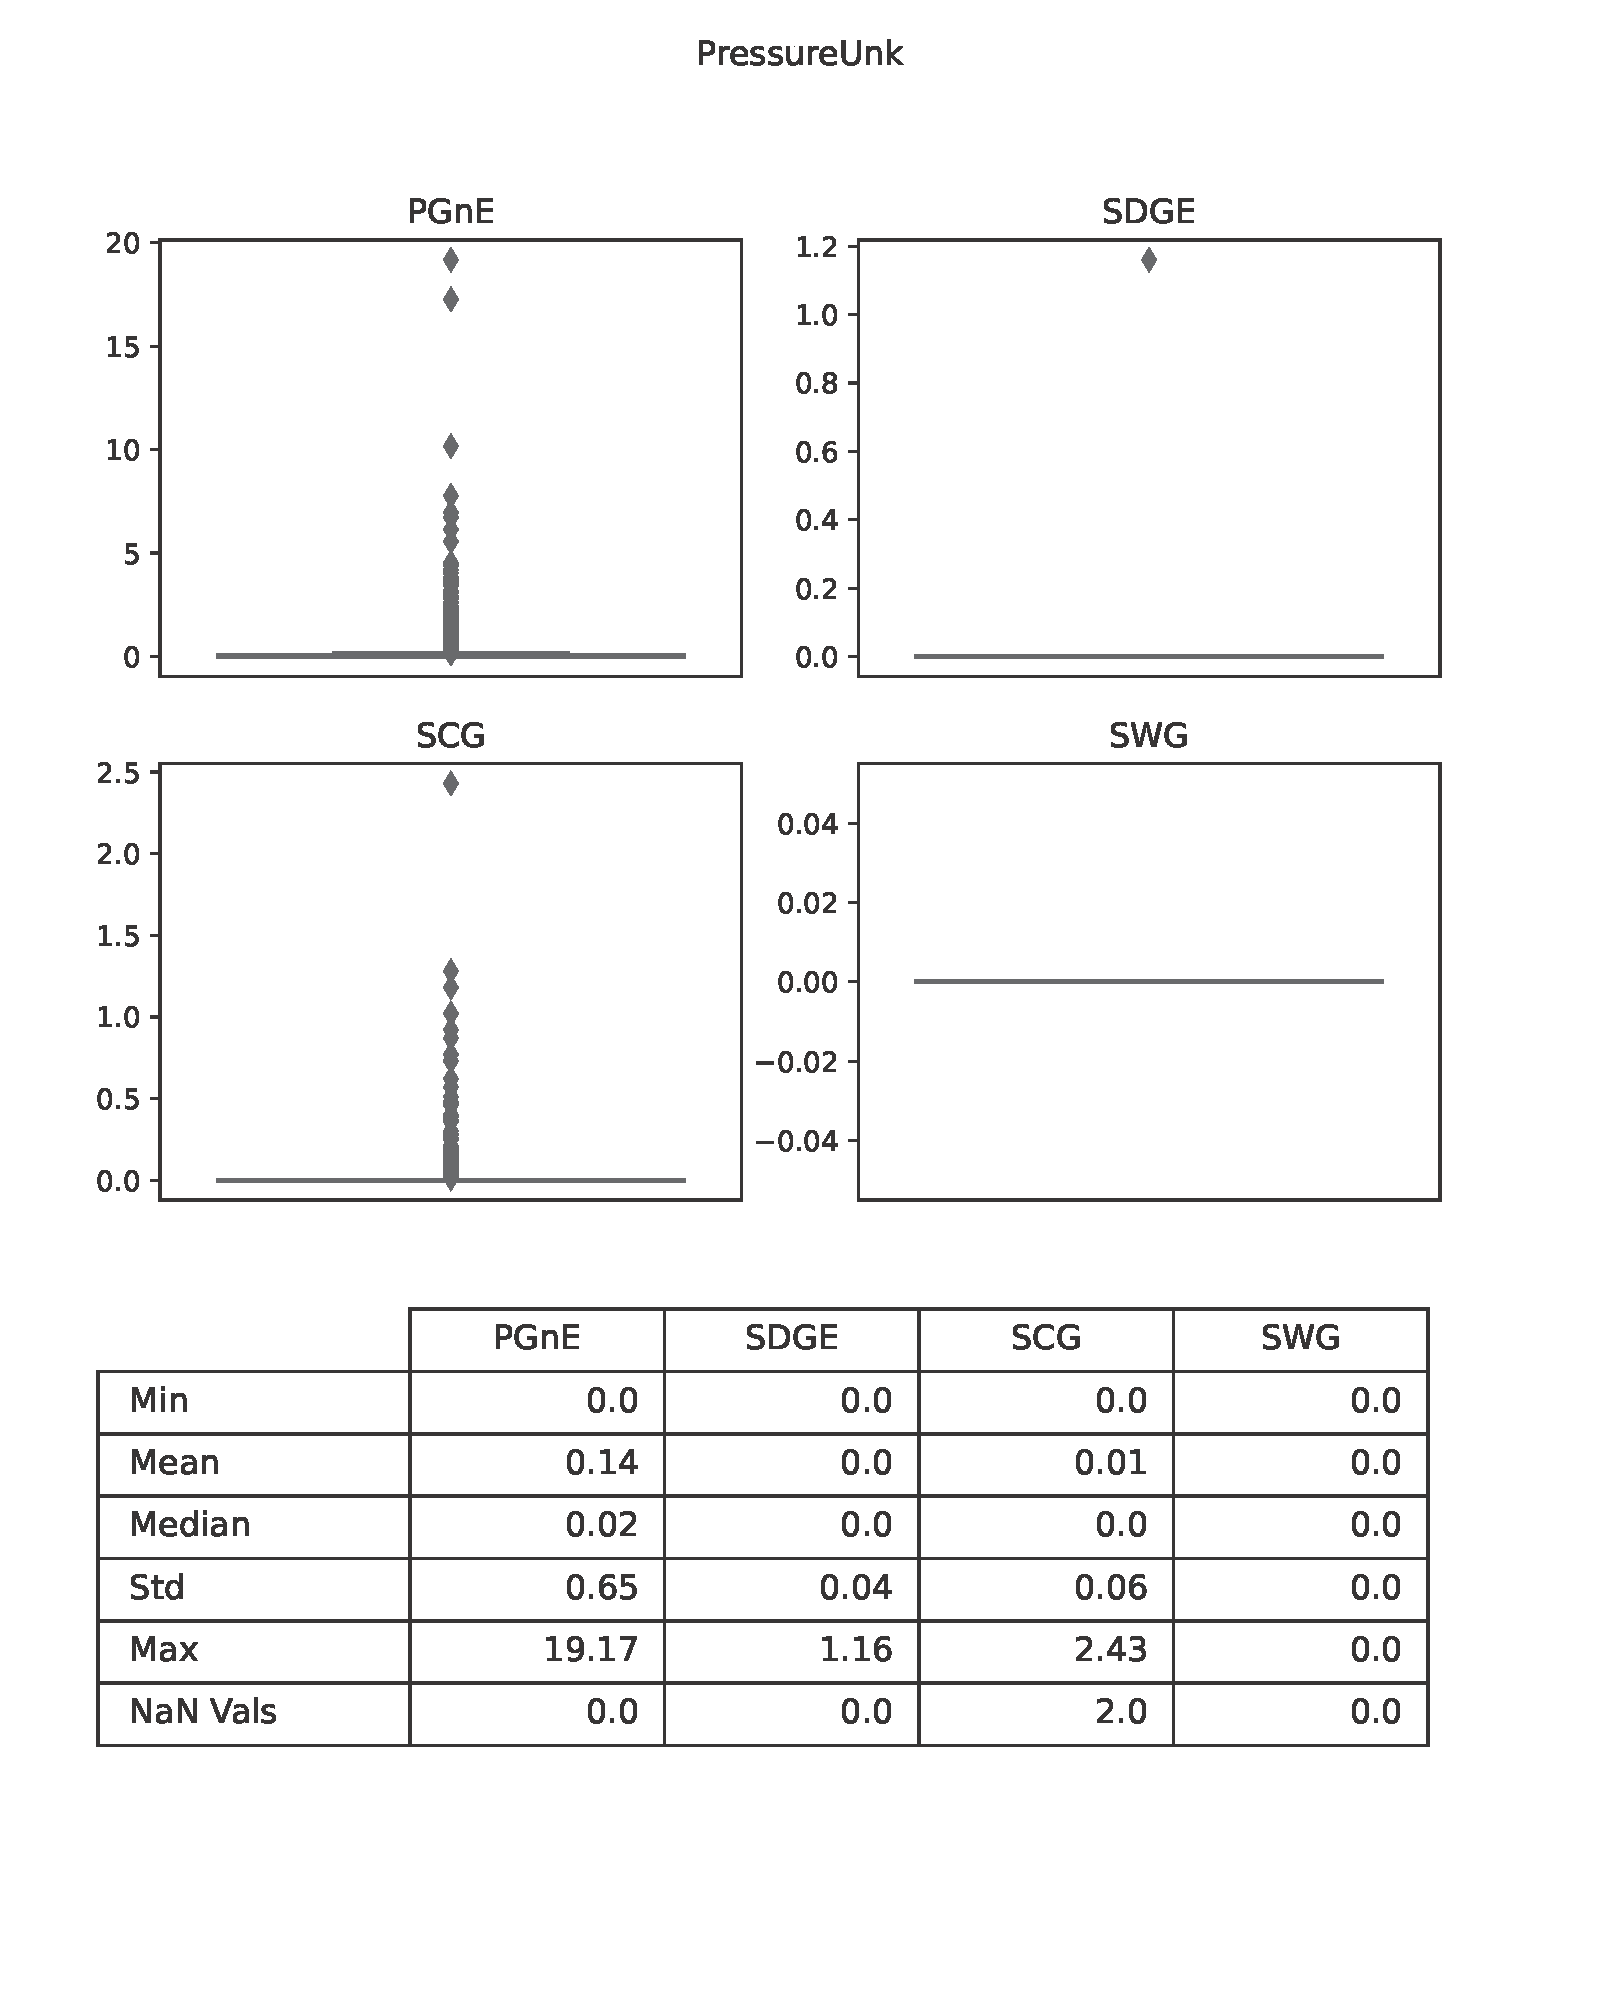 PressureUnk
PGnE
20
15
10
5
0
SDGE
1.2
1.0
0.8
0.6
0.4
0.2
0.0
SCG
2.5
2.0
1.5
1.0
0.5
0.0
SWG
0.04
0.02
0.00
−0.02
−0.04
PGnE SDGE SCG SWG
Min 0.0 0.0 0.0 0.0
Mean 0.14 0.0 0.01 0.0
Median 0.02 0.0 0.0 0.0
Std 0.65 0.04 0.06 0.0
Max 19.17 1.16 2.43 0.0
NaN Vals 0.0 0.0 2.0 0.0